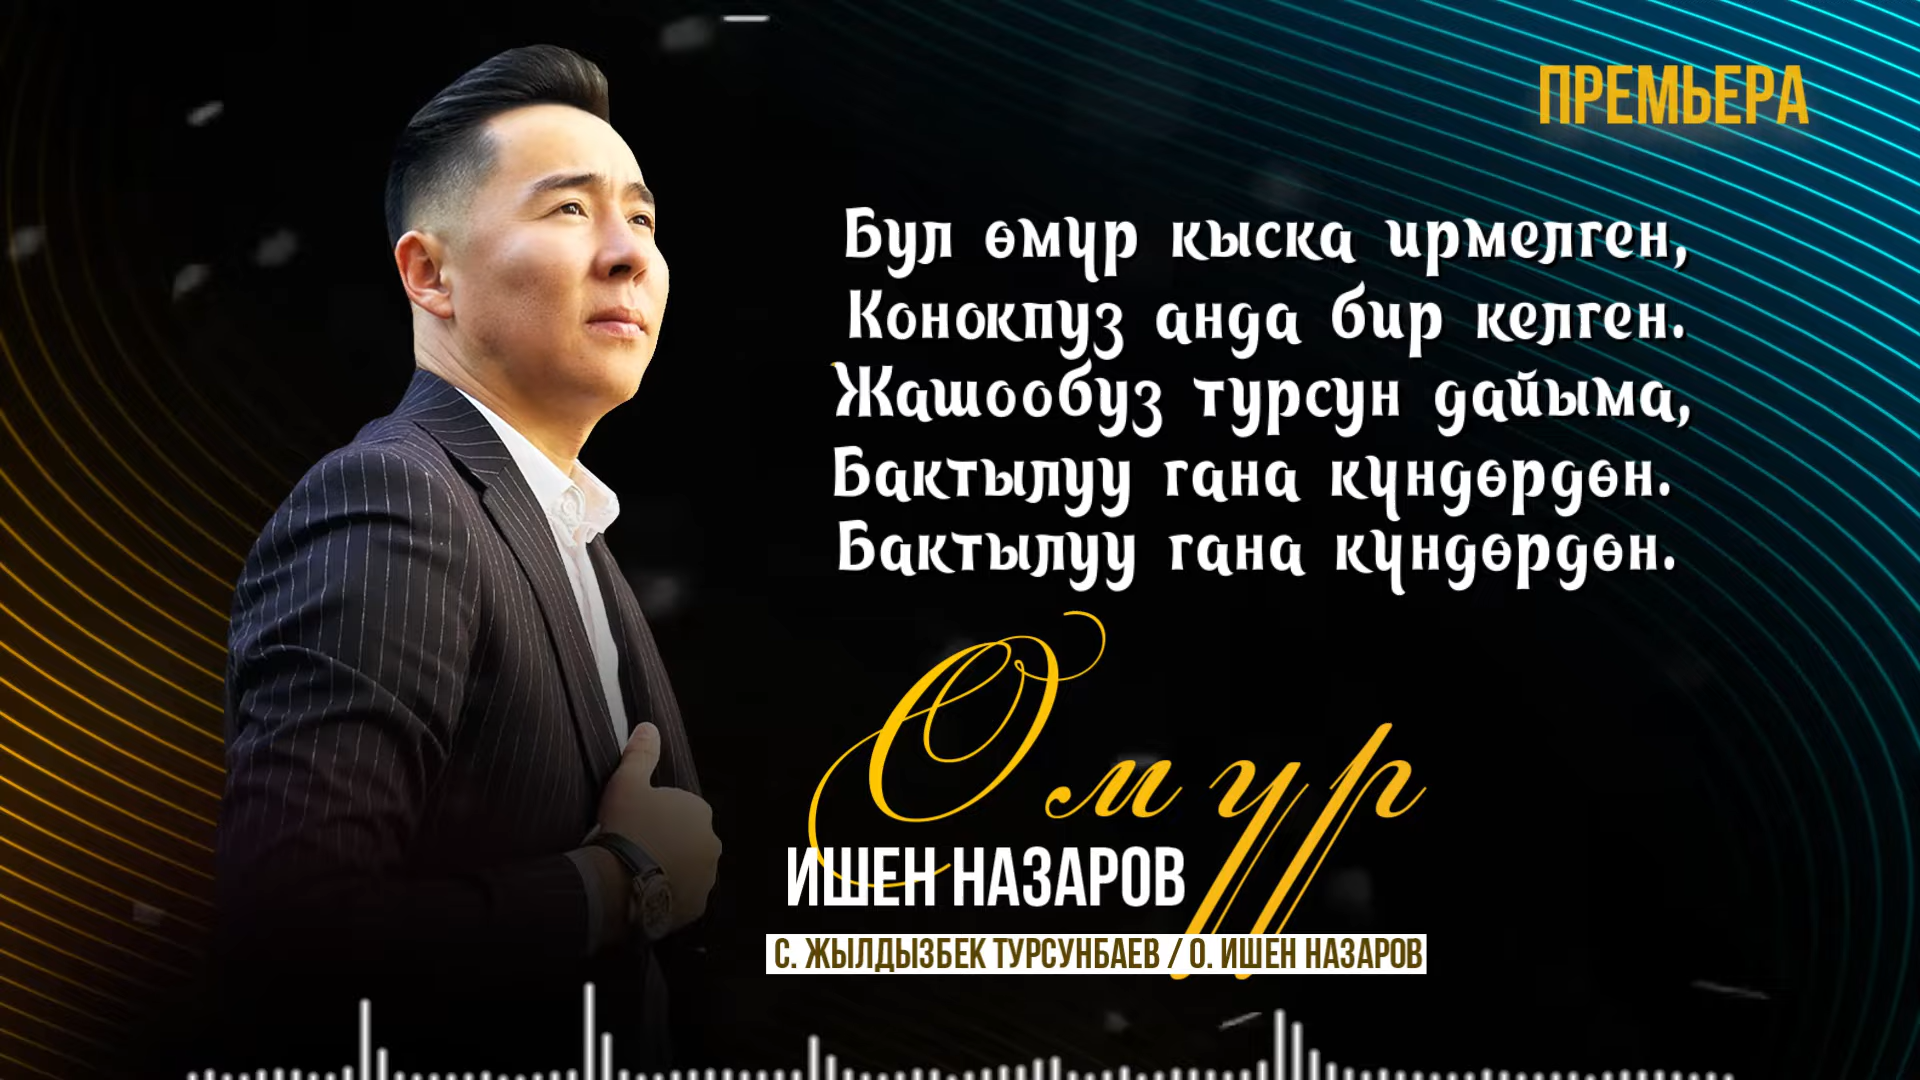 ПРЕМЬЕРА
Бул өмүр кыска ирмелген,
Конокпуз анда бир келген.
Жашообуз турсун дайыма,
Бактылуу гана күндөрдөн.
Бактылуу гана күндөрдөн.
Өмүр
ИШЕН НАЗАРОВ
С. ЖЫЛДЫЗБЕК ТУРСУНБАЕВ / О. ИШЕН НАЗАРОВ